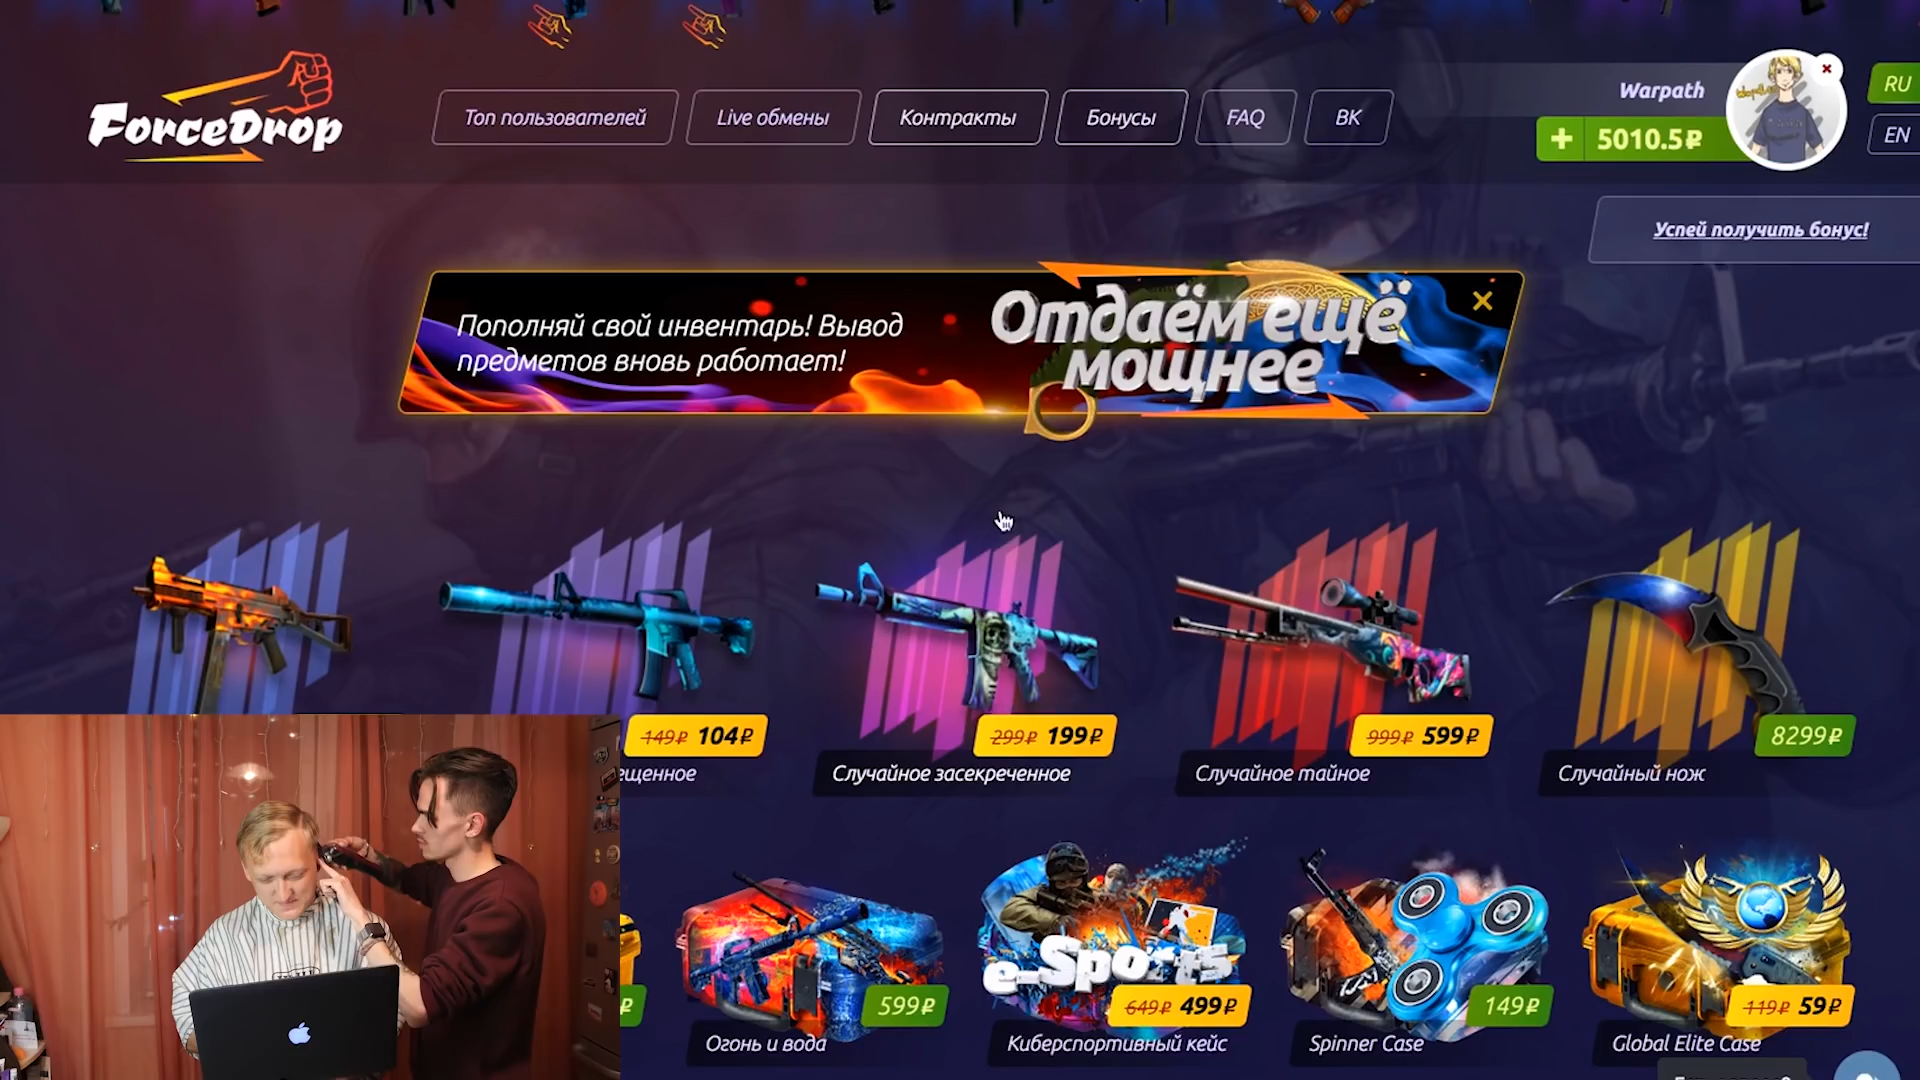 ForceDrop
Топ пользователей
Live обмены
Контракты
Бонусы
FAQ
ВК
Warpath
+ 5010.5₽
RU
EN
Успей получить бонус!
Пополняй свой инвентарь! Вывод
предметов вновь работает!
Отдаём ещё
мощнее
149₽ 104₽
299₽ 199₽
999₽ 599₽
8299₽
ещенное
Случайное засекреченное
Случайное тайное
Случайный нож
e-Sports
₽
599₽
649₽ 499₽
149₽
119₽ 59₽
Огонь и вода
Киберспортивный кейс
Spinner Case
Global Elite Case